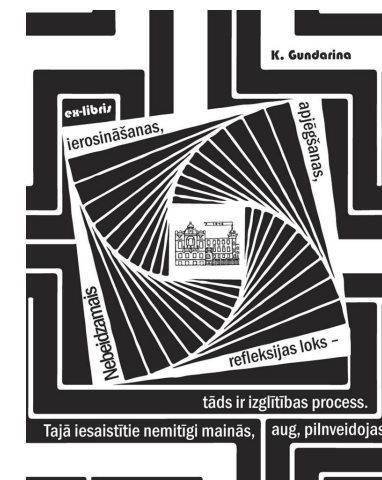 K. Gundarina
ex-libris
Nebeidzamais
ierosināšanas,
apjēgšanas,
refleksijas loks –
tāds ir izglītības process.
Tajā iesaistītie nemitīgi mainās, aug, pilnveidojas